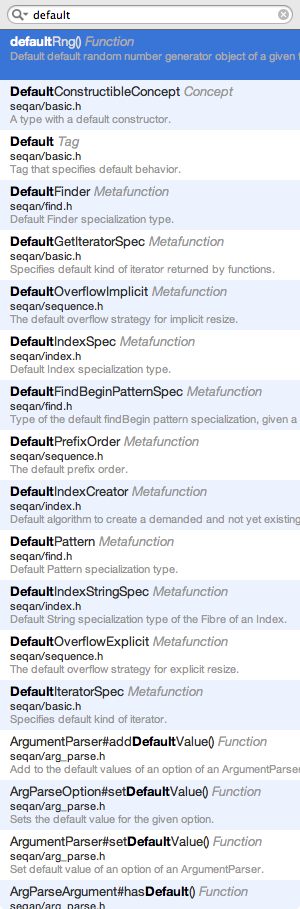 default
defaultRng() Function
Default default random number generator object of a given
DefaultConstructibleConcept Concept
seqan/basic.h
A type with a default constructor.
Default Tag
seqan/basic.h
Tag that specifies default behavior.
DefaultFinder Metafunction
seqan/find.h
Default Finder specialization type.
DefaultGetIteratorSpec Metafunction
seqan/basic.h
Specifies default kind of iterator returned by functions.
DefaultOverflowImplicit Metafunction
seqan/sequence.h
The default overflow strategy for implicit resize.
DefaultIndexSpec Metafunction
seqan/index.h
Default Index specialization type.
DefaultFindBeginPatternSpec Metafunction
seqan/find.h
Type of the default findBegin pattern specialization, given a
DefaultPrefixOrder Metafunction
seqan/sequence.h
The default prefix order.
DefaultIndexCreator Metafunction
seqan/index.h
Default algorithm to create a demanded and not yet existing
DefaultPattern Metafunction
seqan/find.h
Default Pattern specialization type.
DefaultIndexStringSpec Metafunction
seqan/index.h
Default String specialization type of the Fibre of an Index.
DefaultOverflowExplicit Metafunction
seqan/sequence.h
The default overflow strategy for explicit resize.
DefaultIteratorSpec Metafunction
seqan/basic.h
Specifies default kind of iterator.
ArgumentParser#addDefaultValue() Function
seqan/arg_parse.h
Add to the default values of an option of an ArgumentParser
ArgParseOption#setDefaultValue() Function
seqan/arg_parse.h
Sets the default value for the given option.
ArgumentParser#setDefaultValue() Function
seqan/arg_parse.h
Set default value of an option of an ArgumentParser.
ArgParseArgument#hasDefault() Function
seqan/arg_parse.h